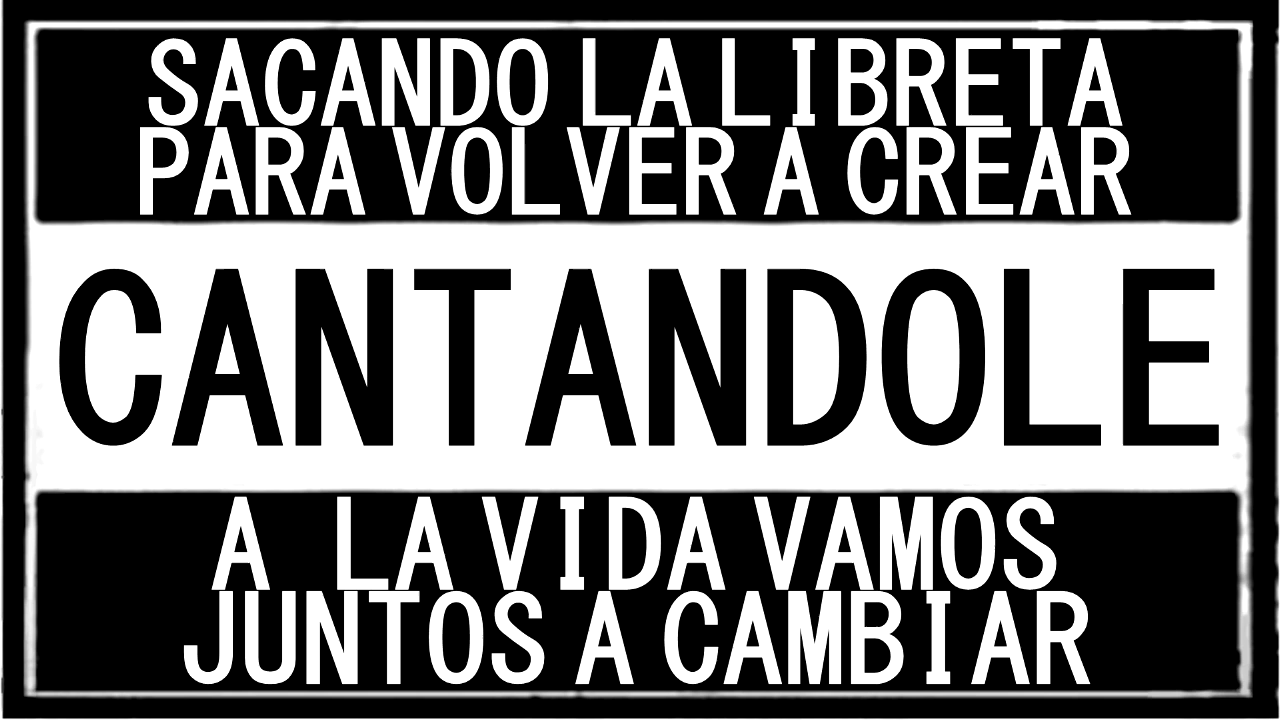 SACANDO LA LIBRETA
PARA VOLVER A CREAR
CANTANDOLE
A LA VIDA VAMOS
JUNTOS A CAMBIAR